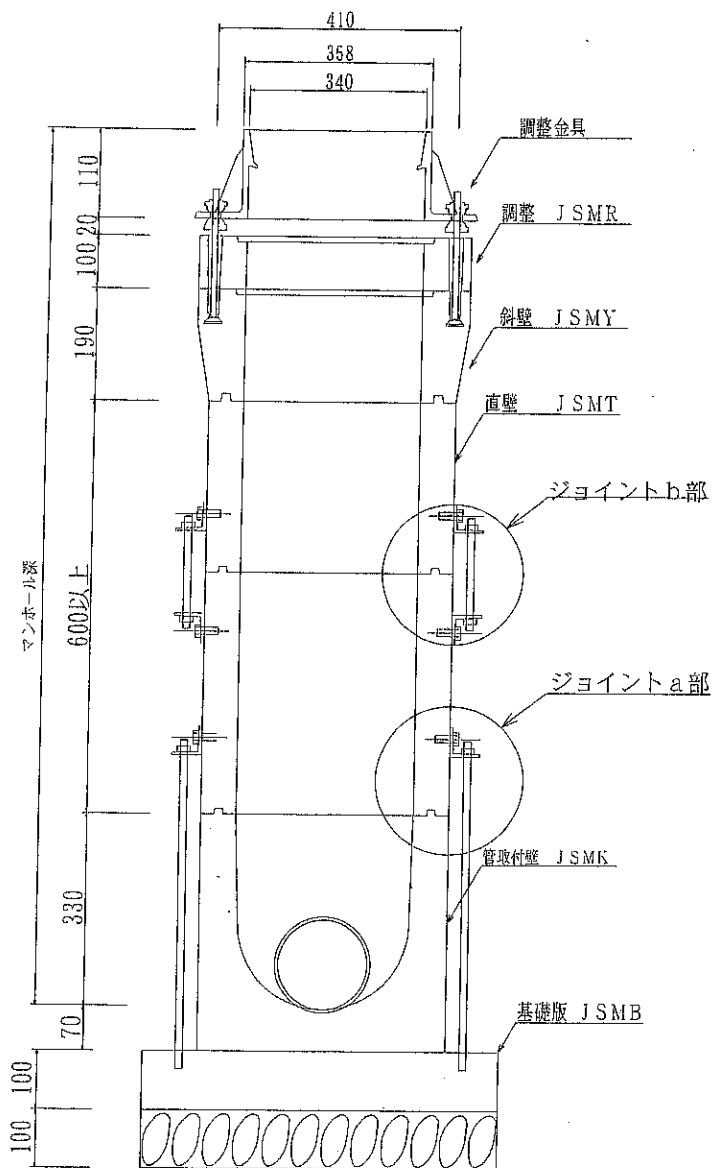 410
358
340
調整金具
110
調整 JSMR
20
100
斜壁 JSMY
190
直壁 JSMT
ジョイントb部
マンホール深
600以上
ジョイントa部
管取付壁 JSMK
330
基礎版 JSMB
70
100
100